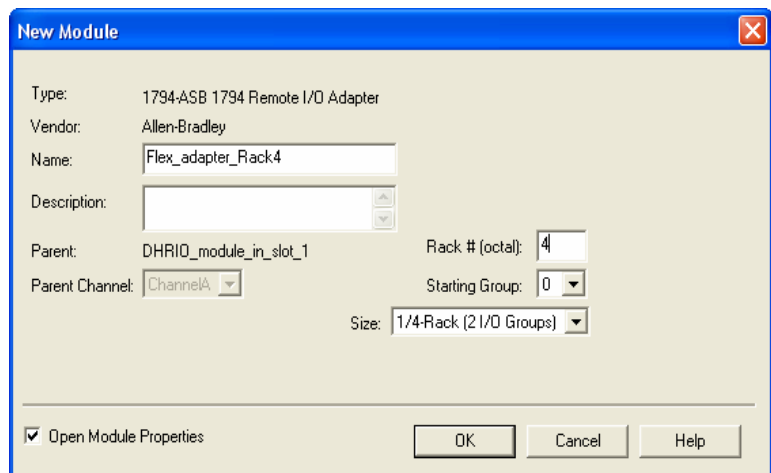 New Module
Type: 1794-ASB 1794 Remote I/O Adapter
Vendor: Allen-Bradley
Name: Flex_adapter_Rack4
Description:
Parent: DHRIO_module_in_slot_1
Rack # (octal): 4
Parent Channel: ChannelA
Starting Group: 0
Size: 1/4-Rack (2 I/O Groups)
Open Module Properties
OK
Cancel
Help